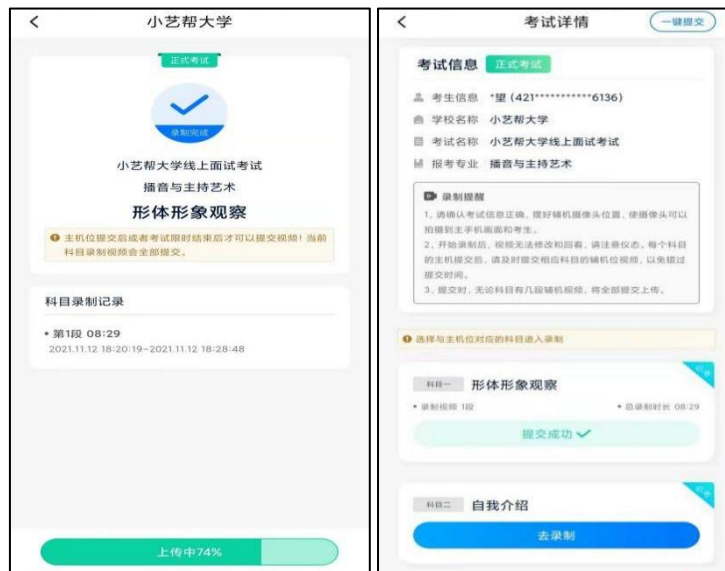 小艺帮大学
正式考试
录制完成
小艺帮大学线上面试考试
播音与主持艺术
形体形象观察
主机位提交后或者考试限时结束后才可以提交视频！当前
科目录制视频会全部提交。
科目录制记录
• 第1段 08:29
2021.11.12 18:20:19~2021.11.12 18:28:48
上传中74%
考试详情
一键提交
考试信息 正式考试
考生信息 *望 (421***********6136)
学校名称 小艺帮大学
考试名称 小艺帮大学线上面试考试
报考专业 播音与主持艺术
录制提醒
1、请确认考试信息正确，摆好辅机摄像头位置，使摄像头可以
拍摄到主手机画面和考生。
2、开始录制后，视频无法修改和回看，请注意仪态。每个科目
的主机提交后，请及时提交相应科目的辅机位视频，以免错过
提交时间。
3、提交时，无论科目有几段辅机视频，将全部提交上传。
选择与主机位对应的科目进入录制
科目一 形体形象观察
• 录制视频 1段 • 总录制时长 08:29
提交成功
科目二 自我介绍
去录制